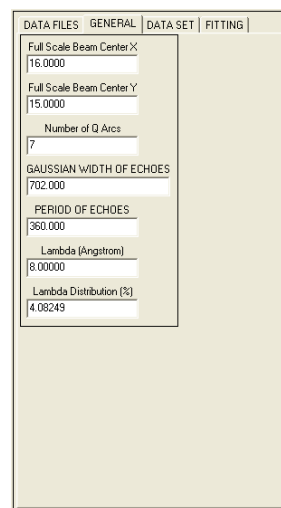 DATA FILES GENERAL DATA SET FITTING
Full Scale Beam Center X
16.0000
Full Scale Beam Center Y
15.0000
Number of Q Arcs
7
GAUSSIAN WIDTH OF ECHOES
702.000
PERIOD OF ECHOES
360.000
Lambda (Angstrom)
8.00000
Lambda Distribution (%)
4.08249